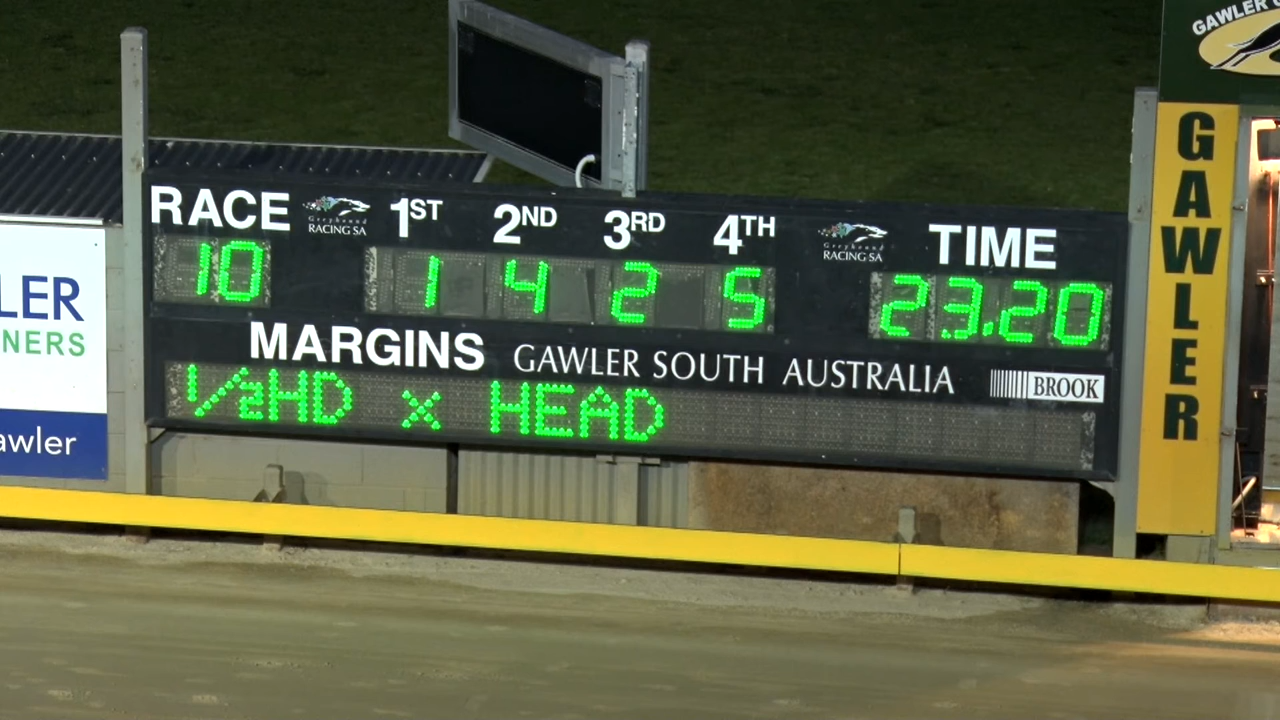 GAWLER
RACE 1ST 2ND 3RD 4TH TIME
Greyhound RACING SA
Greyhound RACING SA
10 1 4 2 5 23.20
MARGINS GAWLER SOUTH AUSTRALIA BROOK
1/2HD x HEAD
LER
NERS
awler
GAWLER